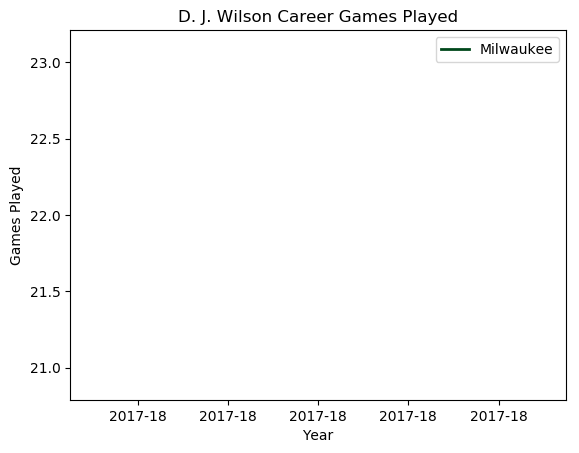 D. J. Wilson Career Games Played
Milwaukee
23.0
22.5
22.0
21.5
21.0
Games Played
2017-18 2017-18 2017-18 2017-18 2017-18
Year